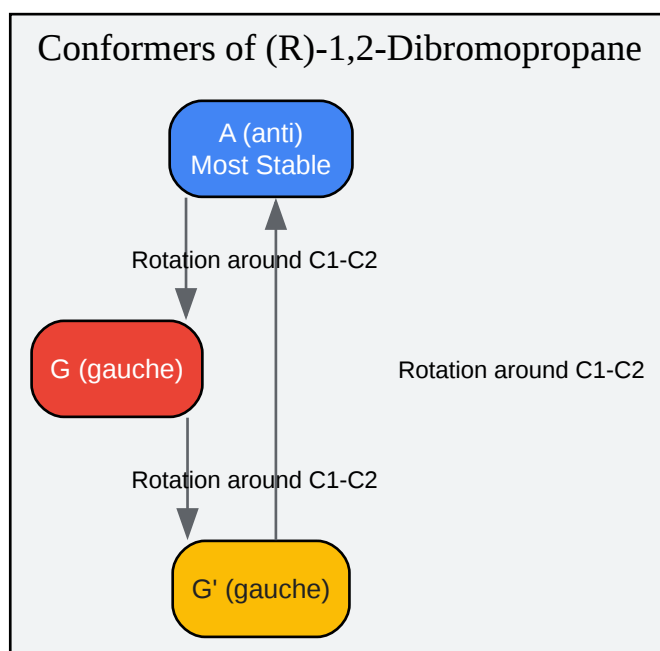 Conformers of (R)-1,2-Dibromopropane
A (anti)
Most Stable
Rotation around C1-C2
G (gauche)
Rotation around C1-C2
Rotation around C1-C2
G' (gauche)